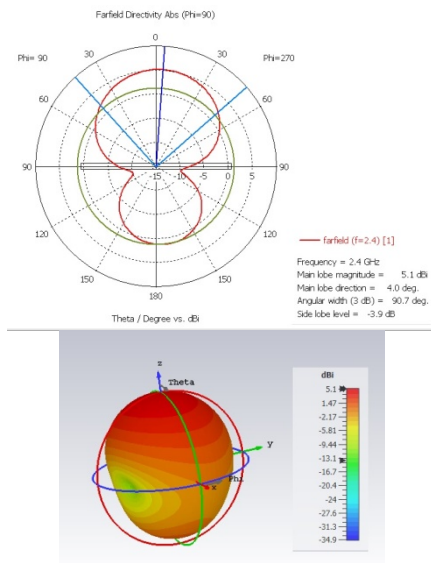 Farfield Directivity Abs (Phi=90)
Phi= 90
30
0
30
Phi=270
60
60
90
-15
-10
-5
0
5
90
120
120
150
180
150
Theta / Degree vs. dBi
farfield (f=2.4) [1]
Frequency = 2.4 GHz
Main lobe magnitude = 5.1 dBi
Main lobe direction = 4.0 deg.
Angular width (3 dB) = 90.7 deg.
Side lobe level = -3.9 dB
z
Theta
y
Phi
x
dBi
5.1
1.47
-2.17
-5.81
-9.44
-13.1
-16.7
-20.4
-24
-27.6
-31.3
-34.9